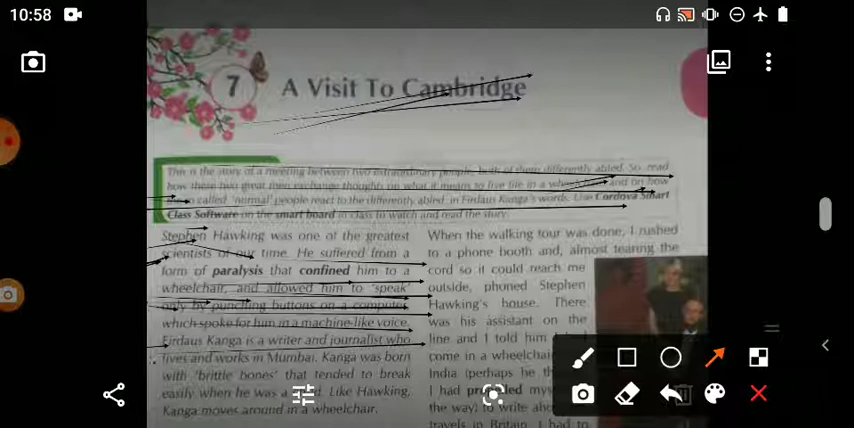 10:58
7
A Visit To Cambridge
This is the story of a meeting between two extraordinary people, both of them differently abled. So, read
how these two great men exchange thoughts on what it means to live life in a and on how
the so called 'normal' people react to the differently abled, in Firdaus Kanga's words. Use Cordova Smart
Class Software on the smart board in class to watch and read the story.
Stephen Hawking was one of the greatest
scientists of our time. He suffered from a
form of paralysis that confined him to a
wheelchair, and allowed him to 'speak'
only by punching buttons on a computer,
which spoke for him in a machine-like voice.
Firdaus Kanga is a writer and journalist who
lives and works in Mumbai. Kanga was born
with 'brittle bones' that tended to break
easily when he was a Like Hawking,
Kanga moves around in a wheelchair.
When the walking tour was done, I rushed
to a phone booth and, almost tearing the
cord so it could reach me
outside, phoned Stephen
Hawking's house. There
was his assistant on the
line and I told him I
come in a
India (perhaps he
I had
the way) to write
travels in Britain. I had to